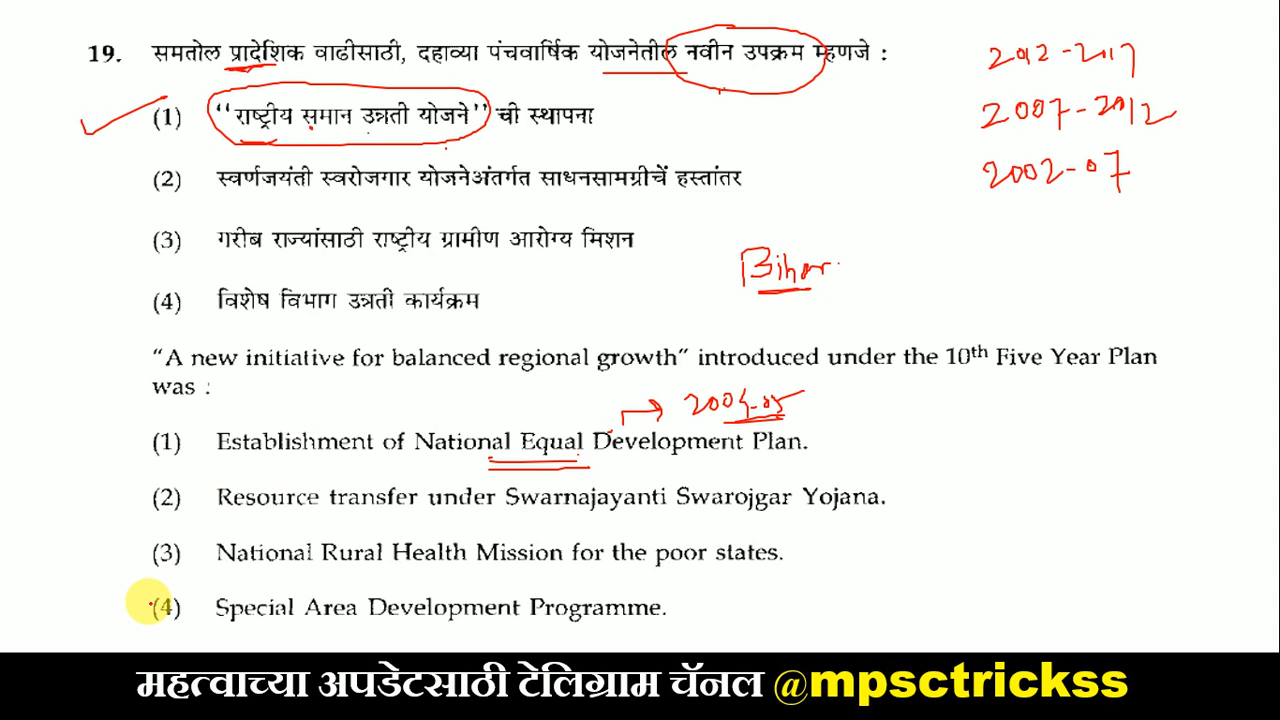 19. समतोल प्रादेशिक वाढीसाठी, दहाव्या पंचवार्षिक योजनेतील नवीन उपक्रम म्हणजे :
2012-2017
(1) “राष्ट्रीय समान उन्नती योजने” ची स्थापना
2007-2012
(2) स्वर्णजयंती स्वरोजगार योजनेअंतर्गत साधनसामग्रीचें हस्तांतर
2002-07
(3) गरीब राज्यांसाठी राष्ट्रीय ग्रामीण आरोग्य मिशन
Bihar
(4) विशेष विभाग उन्नती कार्यक्रम
“A new initiative for balanced regional growth” introduced under the 10th Five Year Plan
was :
2004-05
(1) Establishment of National Equal Development Plan.
(2) Resource transfer under Swarnajayanti Swarojgar Yojana.
(3) National Rural Health Mission for the poor states.
(4) Special Area Development Programme.
महत्वाच्या अपडेटसाठी टेलिग्राम चॅनल @mpsctrickss